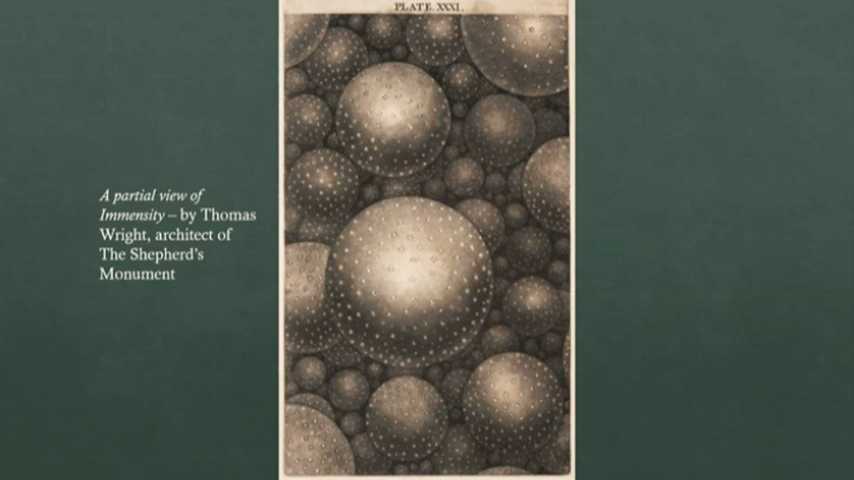 PLATE. XXXI.
A partial view of
Immensity – by Thomas
Wright, architect of
The Shepherd's
Monument